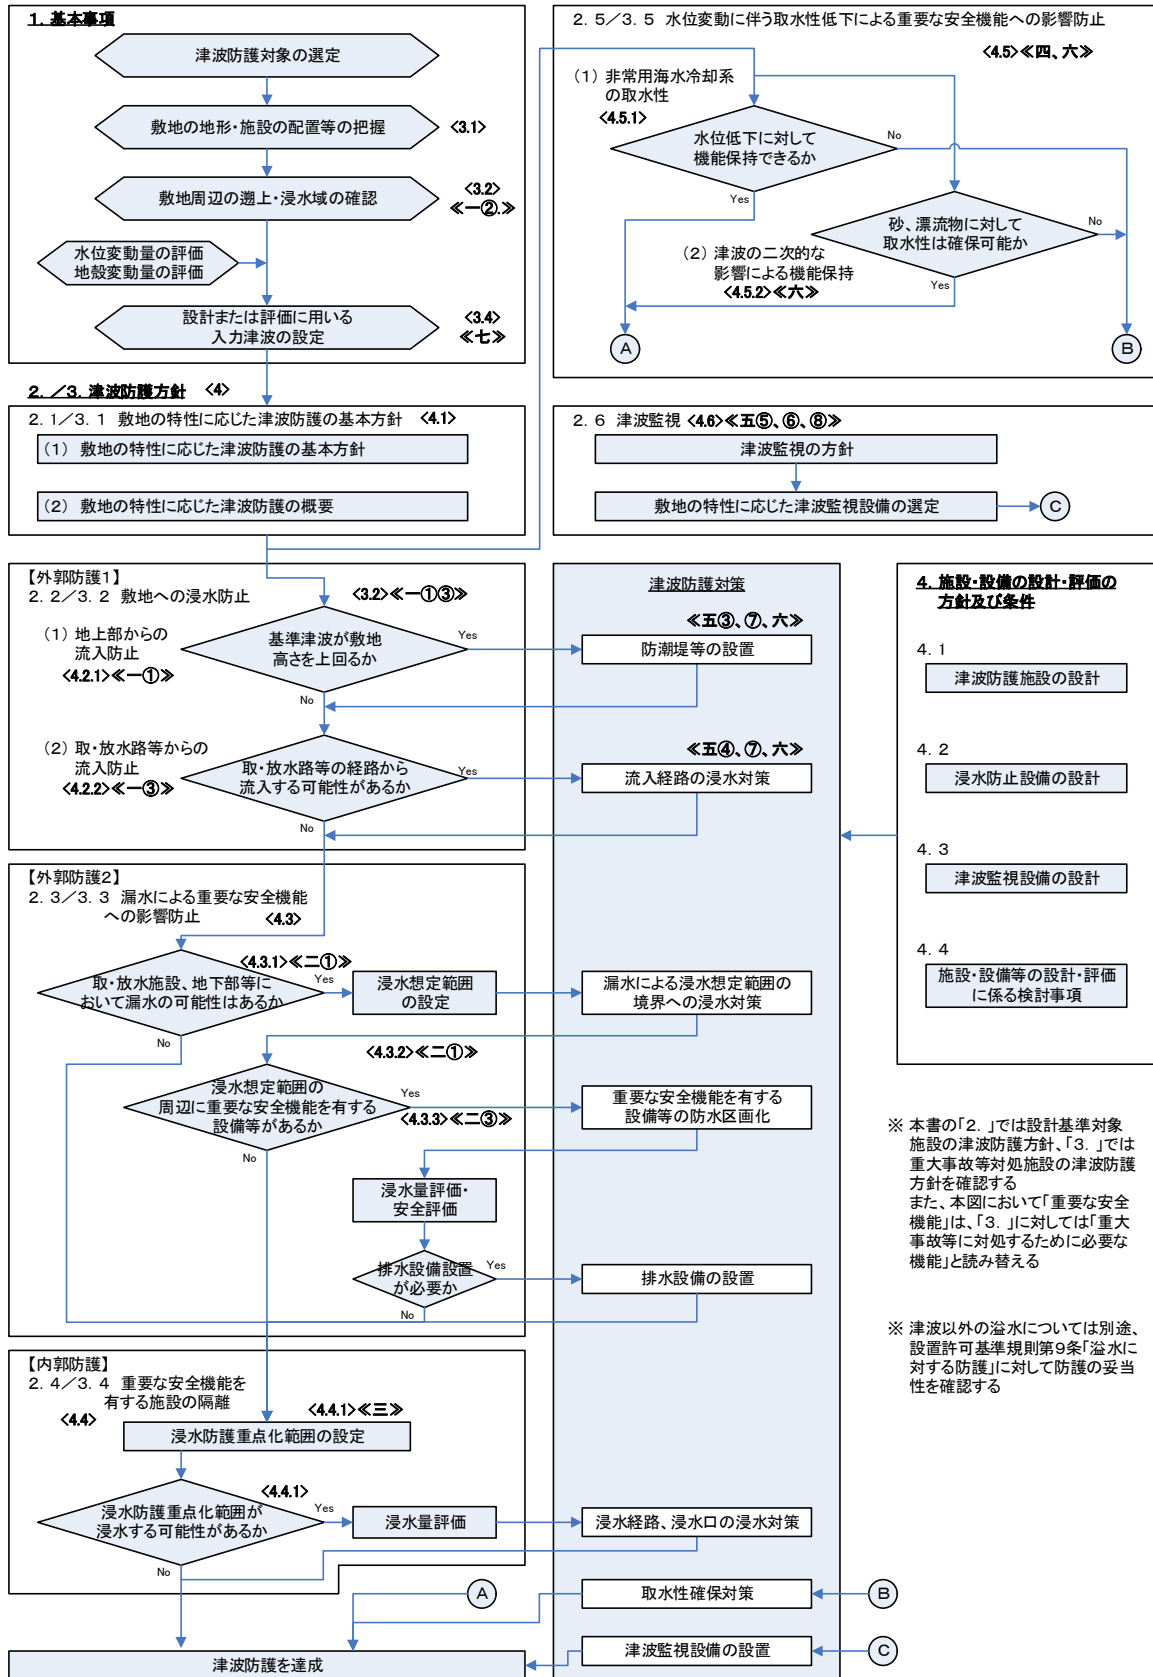 1. 基本事項
津波防護対象の選定
敷地の地形・施設の配置等の把握
<3.1>
敷地周辺の遡上・浸水域の確認
<3.2>
≪一②.≫
水位変動量の評価
地殻変動量の評価
設計または評価に用いる
入力津波の設定
<3.4>
≪七≫
2. ／3. 津波防護方針 <4>
2. 1／3. 1 敷地の特性に応じた津波防護の基本方針 <4.1>
(1) 敷地の特性に応じた津波防護の基本方針
(2) 敷地の特性に応じた津波防護の概要
2. 5／3. 5 水位変動に伴う取水性低下による重要な安全機能への影響防止
<4.5>≪四、六≫
(1) 非常用海水冷却系
の取水性
<4.5.1>
水位低下に対して
機能保持できるか
No
Yes
砂、漂流物に対して
取水性は確保可能か
No
Yes
(2) 津波の二次的な
影響による機能保持
<4.5.2>≪六≫
A
B
2. 6 津波監視 <4.6>≪五⑤、⑥、⑧≫
津波監視の方針
敷地の特性に応じた津波監視設備の選定
C
【外郭防護1】
2. 2／3. 2 敷地への浸水防止
<3.2>≪一①③≫
(1) 地上部からの
流入防止
<4.2.1>≪一①≫
基準津波が敷地
高さを上回るか
Yes
No
(2) 取・放水路等からの
流入防止
<4.2.2>≪一③≫
取・放水路等の経路から
流入する可能性があるか
Yes
No
津波防護対策
≪五③、⑦、六≫
防潮堤等の設置
≪五④、⑦、六≫
流入経路の浸水対策
4. 施設・設備の設計・評価の
方針及び条件
4. 1
津波防護施設の設計
4. 2
浸水防止設備の設計
4. 3
津波監視設備の設計
4. 4
施設・設備等の設計・評価
に係る検討事項
【外郭防護2】
2. 3／3. 3 漏水による重要な安全機能
への影響防止
<4.3>
<4.3.1>≪二①≫
取・放水施設、地下部等に
おいて漏水の可能性はあるか
Yes
No
浸水想定範囲
の設定
漏水による浸水想定範囲の
境界への浸水対策
<4.3.2>≪二①≫
浸水想定範囲の
周辺に重要な安全機能を有する
設備等があるか
Yes
<4.3.3>≪二③≫
No
重要な安全機能を有する
設備等の防水区画化
浸水量評価・
安全評価
排水設備設置
が必要か
Yes
No
排水設備の設置
※ 本書の「2. 」では設計基準対象
施設の津波防護方針、「3. 」では
重大事故等対処施設の津波防護
方針を確認する
また、本図において「重要な安全
機能」は、「3. 」に対しては「重大
事故等に対処するために必要な
機能」と読み替える
※ 津波以外の溢水については別途、
設置許可基準規則第9条「溢水に
対する防護」に対して防護の妥当
性を確認する
【内郭防護】
2. 4／3. 4 重要な安全機能を
有する施設の隔離
<4.4>
<4.4.1>≪三≫
浸水防護重点化範囲の設定
<4.4.1>
浸水防護重点化範囲が
浸水する可能性があるか
Yes
No
浸水量評価
浸水経路、浸水口の浸水対策
A
取水性確保対策
B
津波監視設備の設置
C
津波防護を達成